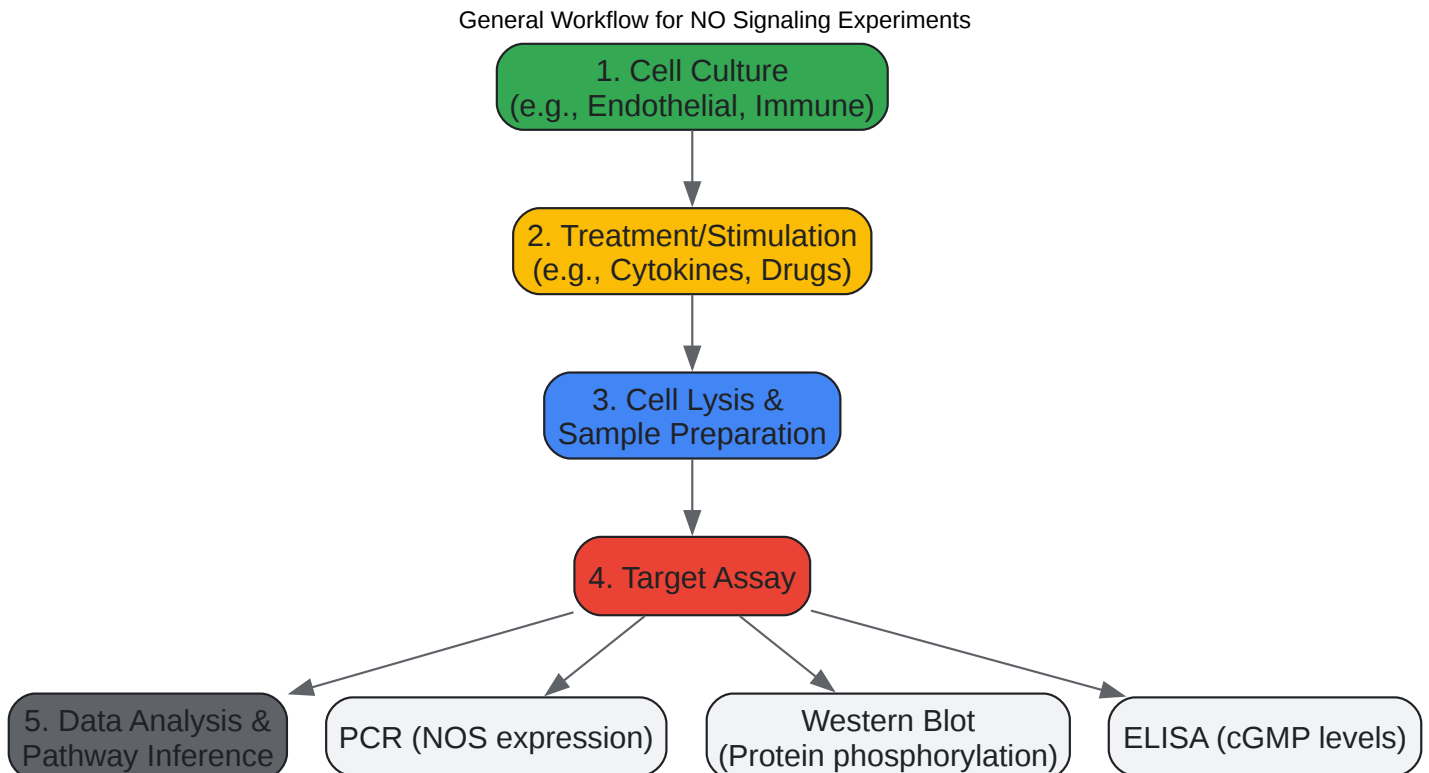 General Workflow for NO Signaling Experiments
1. Cell Culture
(e.g., Endothelial, Immune)
2. Treatment/Stimulation
(e.g., Cytokines, Drugs)
3. Cell Lysis &
Sample Preparation
4. Target Assay
5. Data Analysis &
Pathway Inference
PCR (NOS expression)
Western Blot
(Protein phosphorylation)
ELISA (cGMP levels)